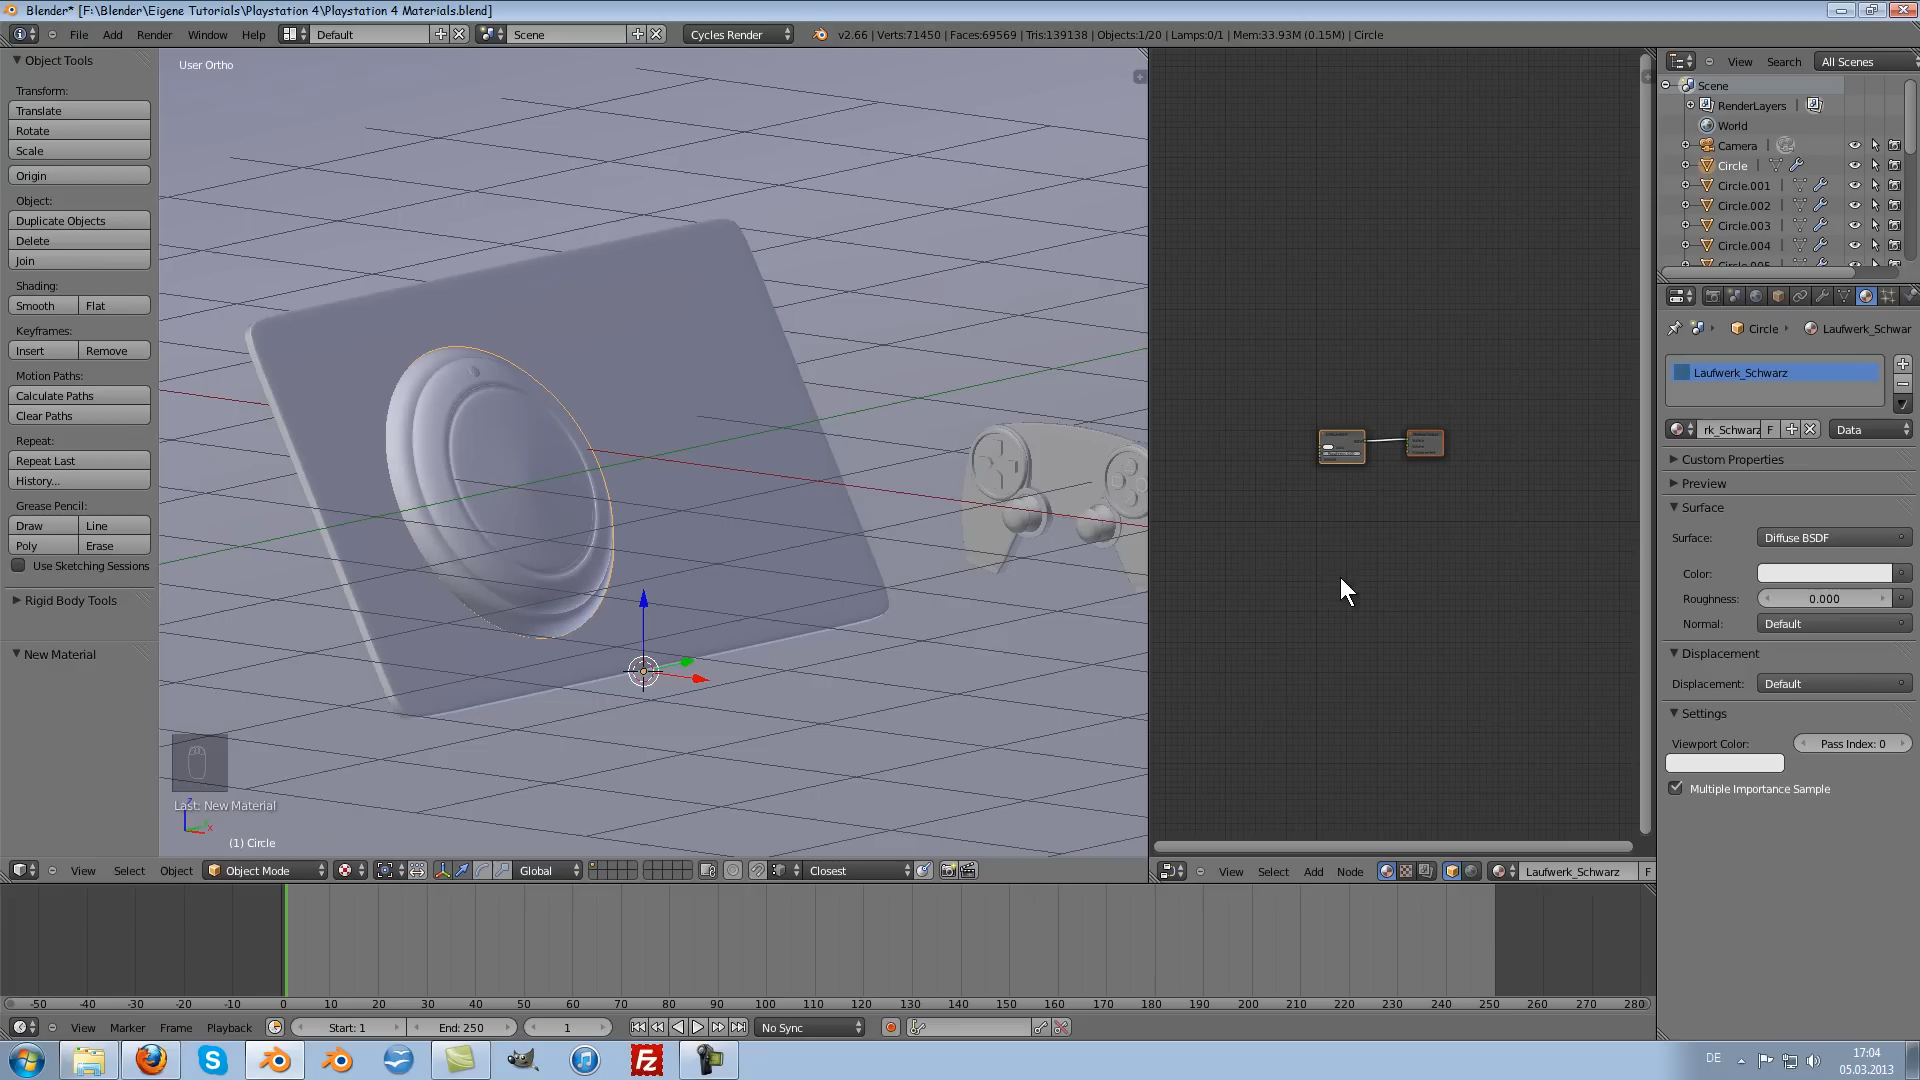 Blender* [F:\Blender\Eigene Tutorials\Playstation 4\Playstation 4 Materials.blend]
File Add Render Window Help Default Scene Cycles Render v2.66 | Verts:71450 | Faces:69569 | Tris:139138 | Objects:1/20 | Lamps:0/1 | Mem:33.93M (0.15M) | Circle
Object Tools
Transform:
Translate
Rotate
Scale
Origin
Object:
Duplicate Objects
Delete
Join
Shading:
Smooth Flat
Keyframes:
Insert Remove
Motion Paths:
Calculate Paths
Clear Paths
Repeat:
Repeat Last
History...
Grease Pencil:
Draw Line
Poly Erase
Use Sketching Sessions
Rigid Body Tools
New Material
User Ortho
Last: New Material
z
y
x
(1) Circle
View Select Object Object Mode Global Closest
View Select Add Node Laufwerk_Schwarz F
View Search All Scenes
Scene
RenderLayers
World
Camera
Circle
Circle.001
Circle.002
Circle.003
Circle.004
Circle.005
Circle Laufwerk_Schwar
Laufwerk_Schwarz
rk_Schwarz F Data
Custom Properties
Preview
Surface
Surface: Diffuse BSDF
Color:
Roughness: 0.000
Normal: Default
Displacement
Displacement: Default
Settings
Viewport Color: Pass Index: 0
Multiple Importance Sample
-50 -40 -30 -20 -10 0 10 20 30 40 50 60 70 80 90 100 110 120 130 140 150 160 170 180 190 200 210 220 230 240 250 260 270 280
View Marker Frame Playback Start: 1 End: 250 1 No Sync
S
Fz
DE
17:04
05.03.2013